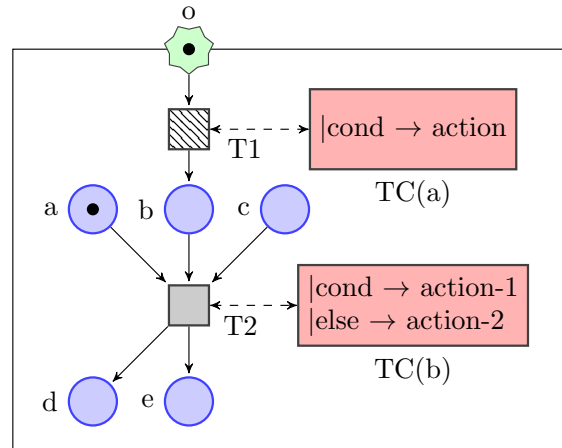 o
|cond → action
T1
TC(a)
a
b
c
|cond → action-1
|else → action-2
T2
TC(b)
d
e